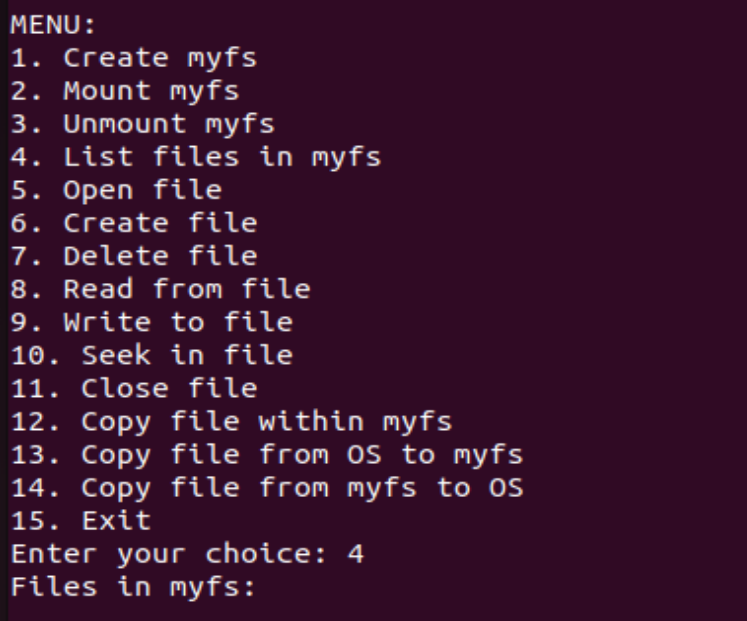 MENU:
1. Create myfs
2. Mount myfs
3. Unmount myfs
4. List files in myfs
5. Open file
6. Create file
7. Delete file
8. Read from file
9. Write to file
10. Seek in file
11. Close file
12. Copy file within myfs
13. Copy file from OS to myfs
14. Copy file from myfs to OS
15. Exit
Enter your choice: 4
Files in myfs: